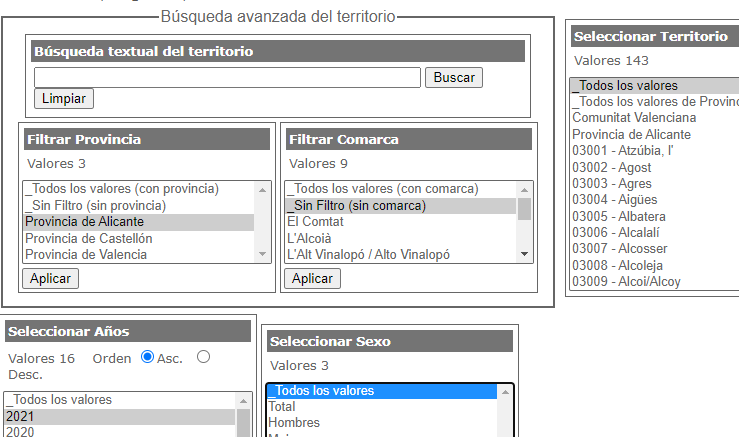 Búsqueda avanzada del territorio
Búsqueda textual del territorio
Buscar
Limpiar
Filtrar Provincia
Valores 3
_Todos los valores (con provincia)
_Sin Filtro (sin provincia)
Provincia de Alicante
Provincia de Castellón
Provincia de Valencia
Aplicar
Filtrar Comarca
Valores 9
_Todos los valores (con comarca)
_Sin Filtro (sin comarca)
El Comtat
L'Alcoià
L'Alt Vinalopó / Alto Vinalopó
Aplicar
Seleccionar Territorio
Valores 143
_Todos los valores
_Todos los valores de
Comunitat Valenciana
Provincia de Alicante
03001 - Atzúbia, l'
03002 - Agost
03003 - Agres
03004 - Aigües
03005 - Albatera
03006 - Alcalalí
03007 - Alcosser
03008 - Alcoleja
03009 - Alcoi/Alcoy
Seleccionar Años
Valores 16 Orden Asc.
Desc.
_Todos los valores
2021
2020
Seleccionar Sexo
Valores 3
_Todos los valores
Total
Hombres